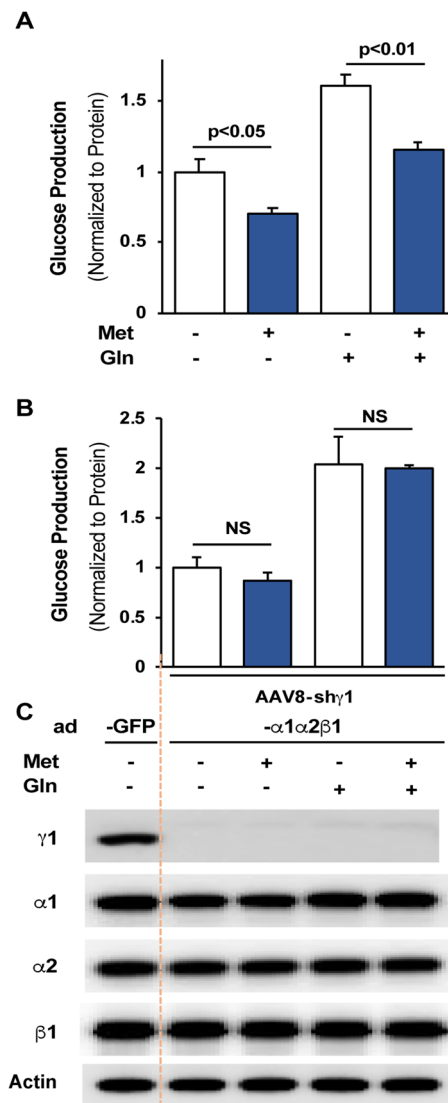 A
Glucose Production
(Normalized to Protein)
1.5
1
0.5
0
p<0.05
p<0.01
Met - + - +
Gln - - + +
B
Glucose Production
(Normalized to Protein)
2.5
2
1.5
1
0.5
0
NS
NS
AAV8-shγ1
C
ad -GFP -α1α2β1
Met - - + - +
Gln - - - + +
γ1
α1
α2
β1
Actin